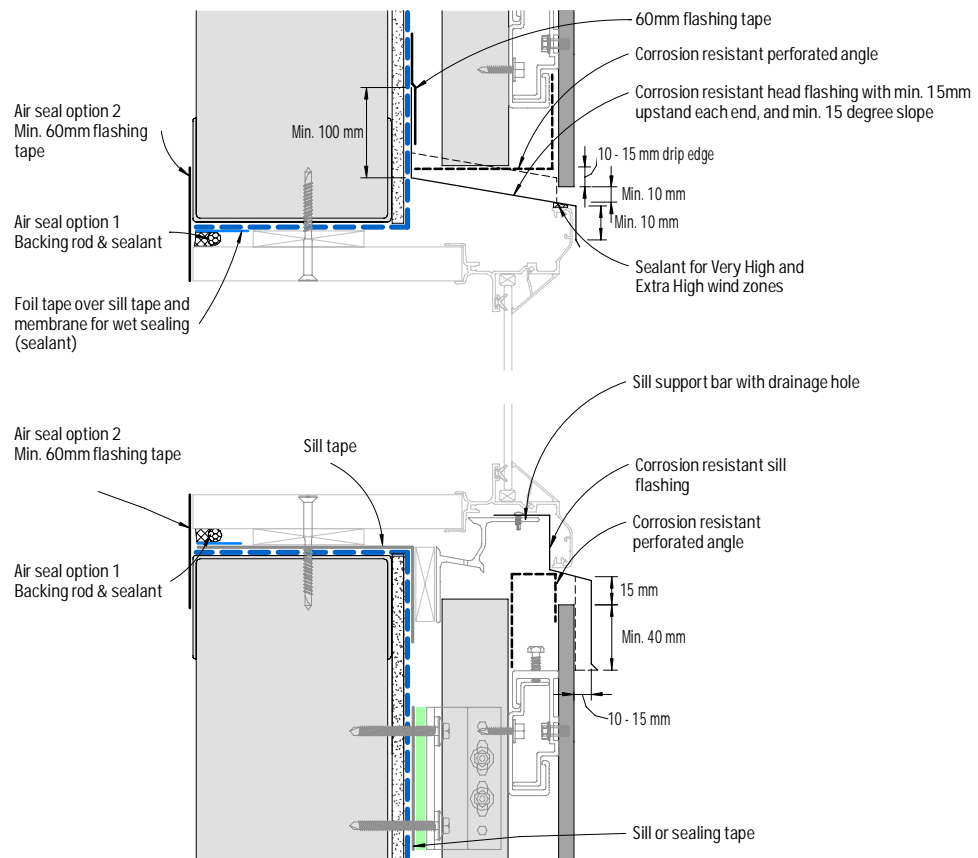 60mm flashing tape
Corrosion resistant perforated angle
Corrosion resistant head flashing with min. 15mm
upstand each end, and min. 15 degree slope
Air seal option 2
Min. 60mm flashing
tape
Min. 100 mm
10 - 15 mm drip edge
Min. 10 mm
Min. 10 mm
Air seal option 1
Backing rod & sealant
Sealant for Very High and
Extra High wind zones
Foil tape over sill tape and
membrane for wet sealing
(sealant)
Sill support bar with drainage hole
Air seal option 2
Min. 60mm flashing tape
Sill tape
Corrosion resistant sill
flashing
Corrosion resistant
perforated angle
Air seal option 1
Backing rod & sealant
15 mm
Min. 40 mm
10 - 15 mm
Sill or sealing tape